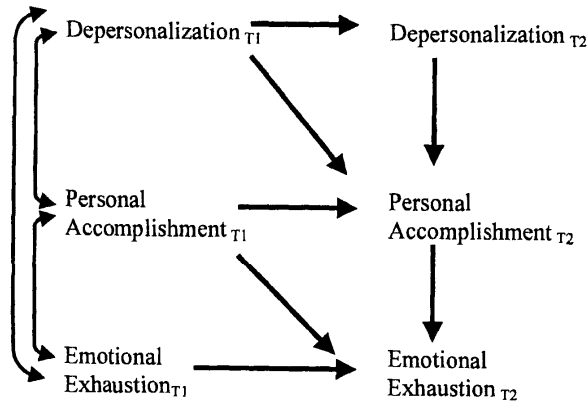 Depersonalization T1
Depersonalization T2
Personal
Accomplishment T1
Personal
Accomplishment T2
Emotional
Exhaustion T1
Emotional
Exhaustion T2